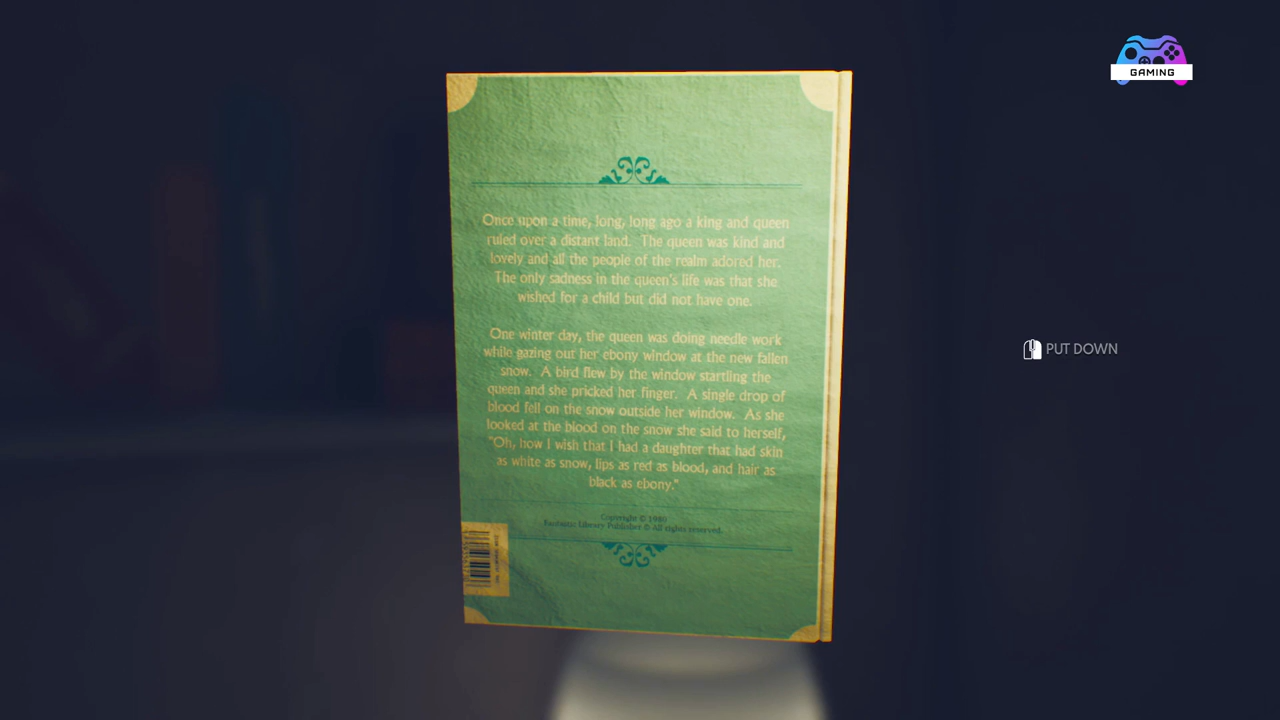 GAMING
Once upon a time, long, long ago a king and queen
ruled over a distant land. The queen was kind and
lovely and all the people of the realm adored her.
The only sadness in the queen's life was that she
wished for a child but did not have one.
One winter day, the queen was doing needle work
while gazing out her ebony window at the new fallen
snow. A bird flew by the window startling the
queen and she pricked her finger. A single drop of
blood fell on the snow outside her window. As she
looked at the blood on the snow she said to herself,
"Oh, how I wish that I had a daughter that had skin
as white as snow, lips as red as blood, and hair as
black as ebony."
Copyright © 1980
Fantastic Library Publisher © All rights reserved.
PUT DOWN